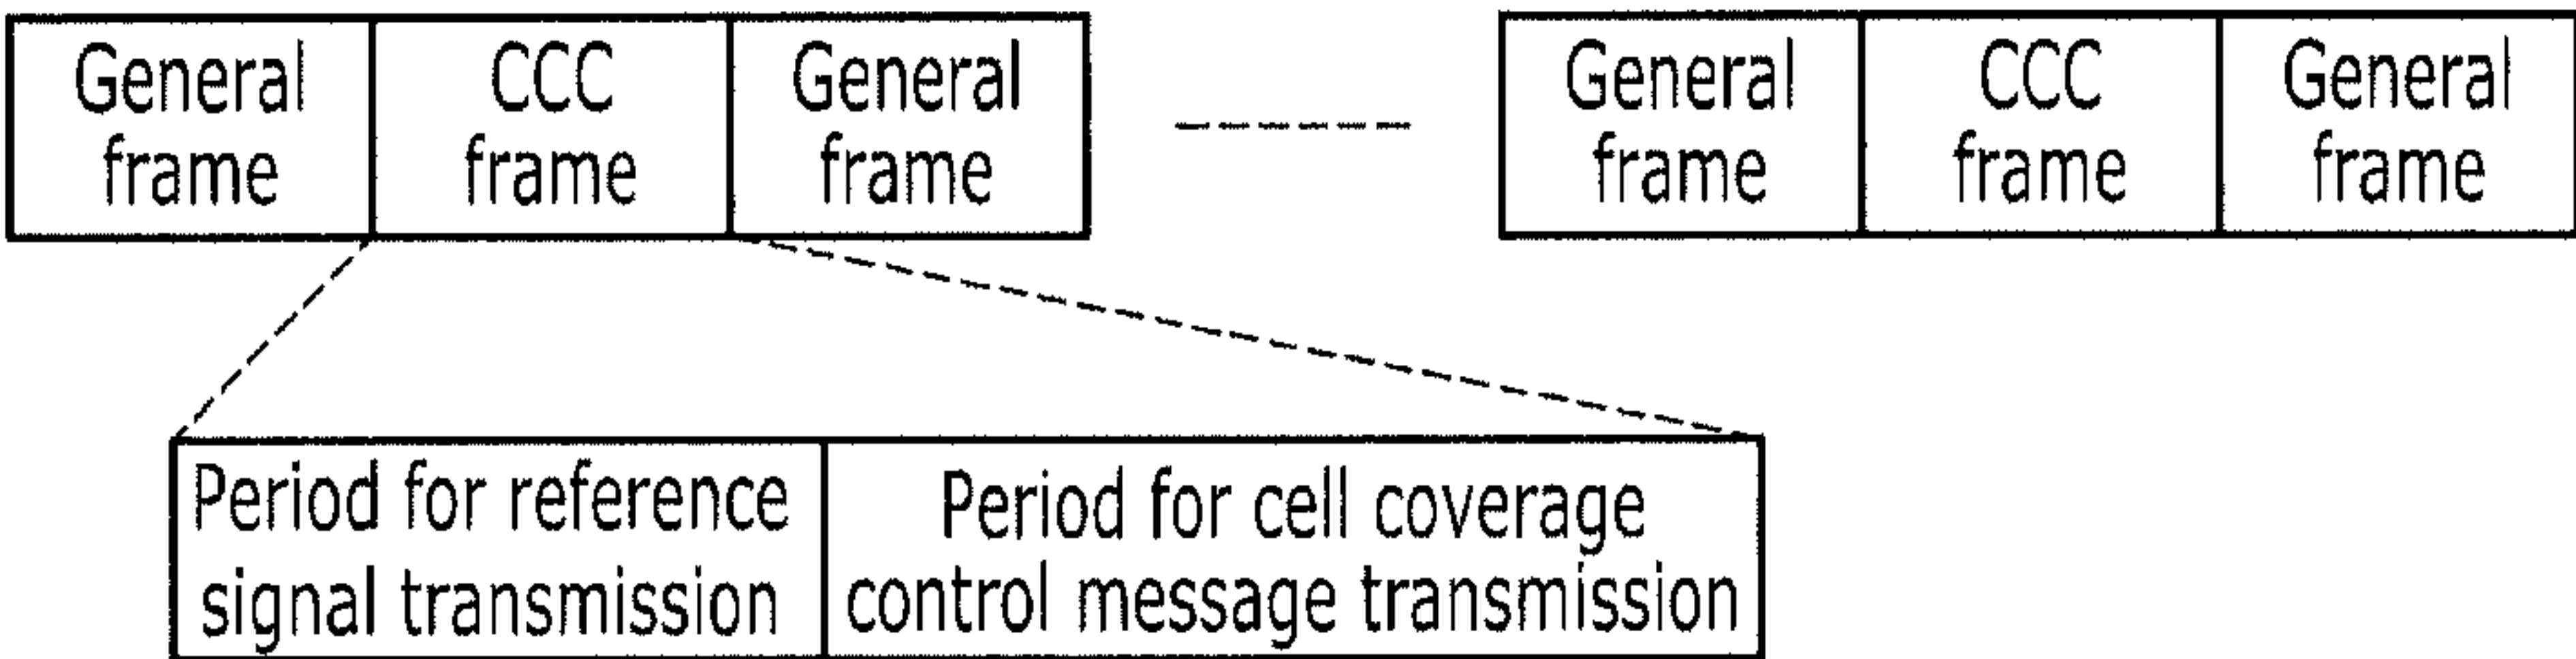 General
frame
CCC
frame
General
frame
General
frame
CCC
frame
General
frame
Period for reference
signal transmission
Period for cell coverage
control message transmission